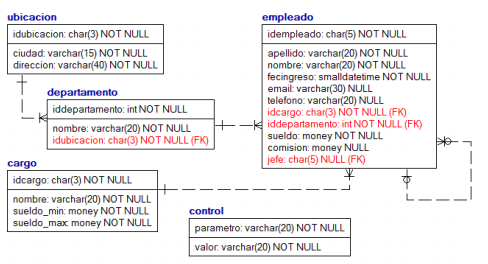 ubicacion
idubicacion: char(3) NOT NULL
ciudad: varchar(15) NOT NULL
direccion: varchar(40) NOT NULL
departamento
iddepartamento: int NOT NULL
nombre: varchar(20) NOT NULL
idubicacion: char(3) NOT NULL (FK)
cargo
idcargo: char(3) NOT NULL
nombre: varchar(20) NOT NULL
sueldo_min: money NOT NULL
sueldo_max: money NOT NULL
empleado
idempleado: char(5) NOT NULL
apellido: varchar(20) NOT NULL
nombre: varchar(20) NOT NULL
fecingreso: smalldatetime NOT NULL
email: varchar(30) NULL
telefono: varchar(20) NULL
idcargo: char(3) NOT NULL (FK)
iddepartamento: int NOT NULL (FK)
sueldo: money NOT NULL
comision: money NULL
jefe: char(5) NULL (FK)
control
parametro: varchar(20) NOT NULL
valor: varchar(20) NOT NULL